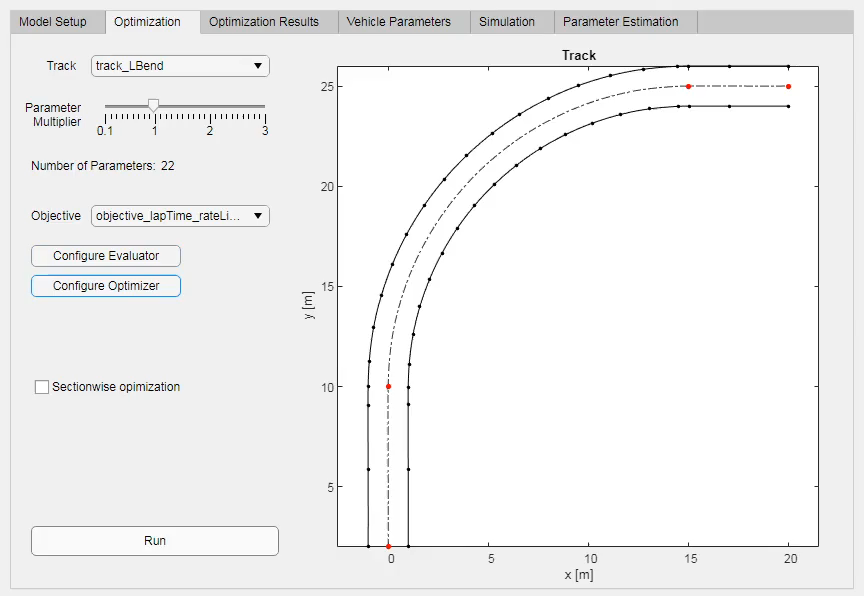 Model Setup Optimization Optimization Results Vehicle Parameters Simulation Parameter Estimation
Track track_LBend
Parameter
Multiplier
0.1 1 2 3
Number of Parameters: 22
Objective objective_lapTime_rateLi...
Configure Evaluator
Configure Optimizer
Sectionwise opimization
Run
Track
25
20
15
10
5
y [m]
0 5 10 15 20
x [m]